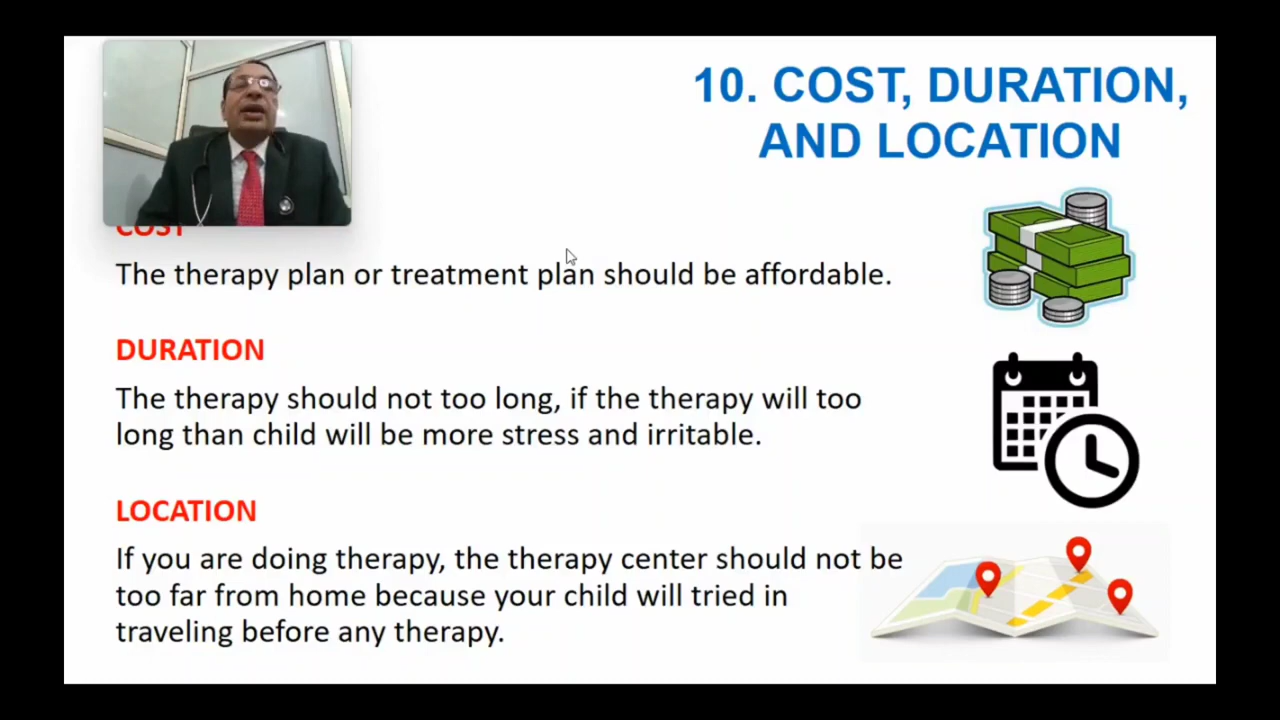 10. COST, DURATION,
AND LOCATION
COST
The therapy plan or treatment plan should be affordable.
DURATION
The therapy should not too long, if the therapy will too
long than child will be more stress and irritable.
LOCATION
If you are doing therapy, the therapy center should not be
too far from home because your child will tried in
traveling before any therapy.